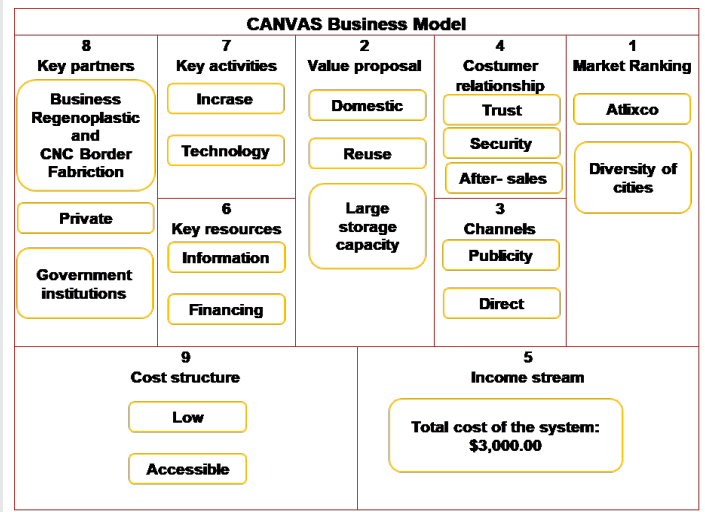 CANVAS Business Model
8
Key partners
Business
Regenoplastic
and
CNC Border
Fabriction
Private
Government
institutions
7
Key activities
Incrase
Technology
6
Key resources
Information
Financing
2
Value proposal
Domestic
Reuse
Large
storage
capacity
4
Costumer
relationship
Trust
Security
After- sales
3
Channels
Publicity
Direct
1
Market Ranking
Atlixco
Diversity of
cities
9
Cost structure
Low
Accessible
5
Income stream
Total cost of the system:
$3,000.00